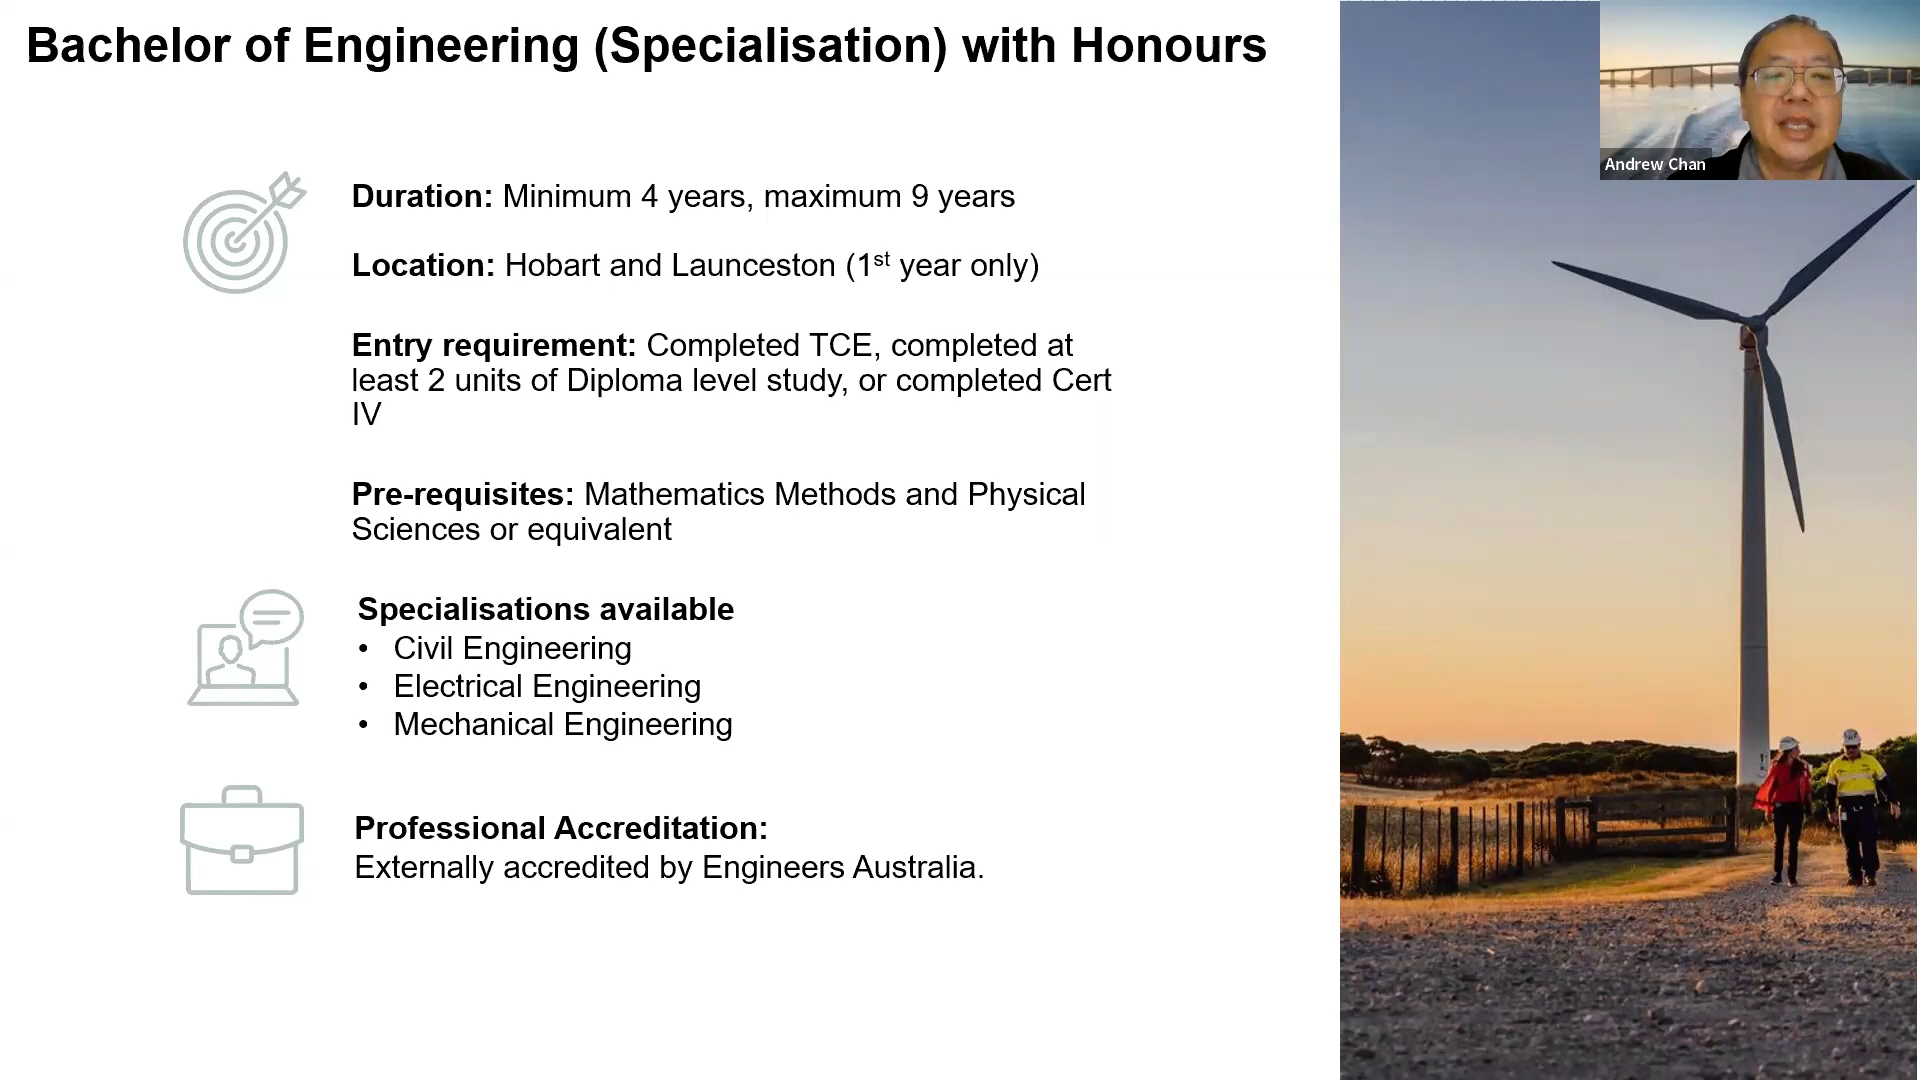 Bachelor of Engineering (Specialisation) with Honours
Andrew Chan
Duration: Minimum 4 years, maximum 9 years
Location: Hobart and Launceston (1st year only)
Entry requirement: Completed TCE, completed at
least 2 units of Diploma level study, or completed Cert
IV
Pre-requisites: Mathematics Methods and Physical
Sciences or equivalent
Specialisations available
• Civil Engineering
• Electrical Engineering
• Mechanical Engineering
Professional Accreditation:
Externally accredited by Engineers Australia.